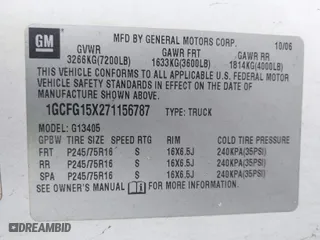 GM
MFD BY GENERAL MOTORS CORP. 10/06
GVWR GAWR FRT GAWR RR
3266KG(7200LB) 1633KG(3600LB) 1814KG(4000LB)
THIS VEHICLE CONFORMS TO ALL APPLICABLE U.S. FEDERAL MOTOR
VEHICLE SAFETY STANDARDS IN EFFECT ON THE DATE OF
MANUFACTURE SHOWN ABOVE.
1GCFG15X271156787 TYPE: TRUCK
MODEL: G13405
GPBW TIRE SIZE SPEED RTG RIM COLD TIRE PRESSURE
FRT P245/75R16 S 16X6.5J 240KPA(35PSI)
RR P245/75R16 S 16X6.5J 240KPA(35PSI)
SPA P245/75R16 S 16X6.5J 240KPA(35PSI)
SEE OWNER'S MANUAL FOR MORE INFORMATION.
DREAMBID.COM